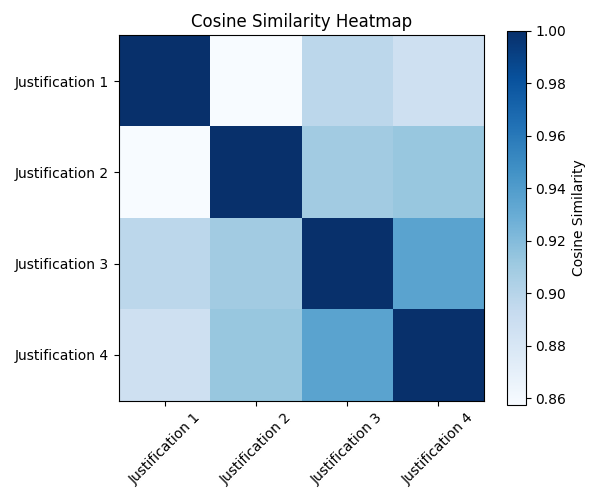 Cosine Similarity Heatmap
Justification 1
Justification 2
Justification 3
Justification 4
Justification 1
Justification 2
Justification 3
Justification 4
1.00
0.98
0.96
0.94
0.92
0.90
0.88
0.86
Cosine Similarity